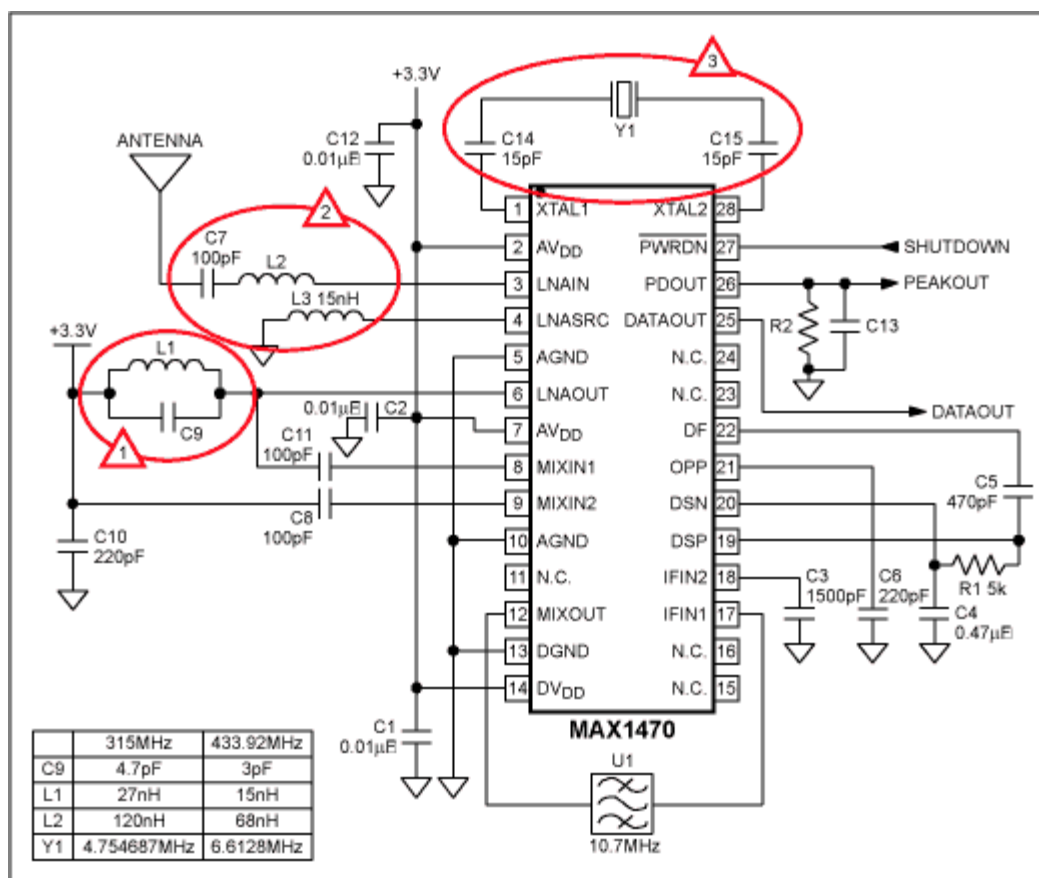 +3.3V
3
ANTENNA
C12
0.01µF
C14
15pF
Y1
C15
15pF
2
C7
100pF
L2
L3 15nH
+3.3V
L1
C9
1
0.01µF
C2
C11
100pF
C8
100pF
C10
220pF
1 XTAL1 XTAL2 28
2 AVDD PWRDN 27
3 LNAIN PDOUT 26
4 LNASRC DATAOUT 25
5 AGND N.C. 24
6 LNAOUT N.C. 23
7 AVDD DF 22
8 MIXIN1 OPP 21
9 MIXIN2 DSN 20
10 AGND DSP 19
11 N.C. IFIN2 18
12 MIXOUT IFIN1 17
13 DGND N.C. 16
14 DVDD N.C. 15
SHUTDOWN
PEAKOUT
R2
C13
DATAOUT
C5
470pF
R1 5k
C3
1500pF
C6
220pF
C4
0.47µF
C1
0.01µF
MAX1470
U1
10.7MHz
315MHz 433.92MHz
C9 4.7pF 3pF
L1 27nH 15nH
L2 120nH 68nH
Y1 4.754687MHz 6.6128MHz